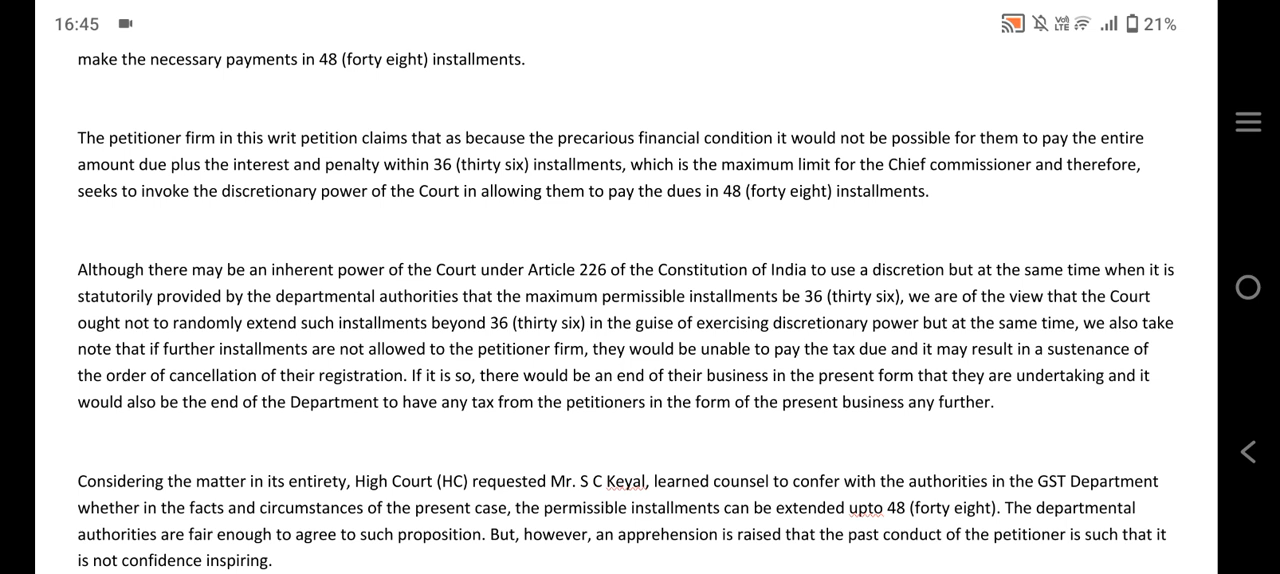 16:45
Vo) LTE 21%
make the necessary payments in 48 (forty eight) installments.
The petitioner firm in this writ petition claims that as because the precarious financial condition it would not be possible for them to pay the entire
amount due plus the interest and penalty within 36 (thirty six) installments, which is the maximum limit for the Chief commissioner and therefore,
seeks to invoke the discretionary power of the Court in allowing them to pay the dues in 48 (forty eight) installments.
Although there may be an inherent power of the Court under Article 226 of the Constitution of India to use a discretion but at the same time when it is
statutorily provided by the departmental authorities that the maximum permissible installments be 36 (thirty six), we are of the view that the Court
ought not to randomly extend such installments beyond 36 (thirty six) in the guise of exercising discretionary power but at the same time, we also take
note that if further installments are not allowed to the petitioner firm, they would be unable to pay the tax due and it may result in a sustenance of
the order of cancellation of their registration. If it is so, there would be an end of their business in the present form that they are undertaking and it
would also be the end of the Department to have any tax from the petitioners in the form of the present business any further.
Considering the matter in its entirety, High Court (HC) requested Mr. S C Keyal, learned counsel to confer with the authorities in the GST Department
whether in the facts and circumstances of the present case, the permissible installments can be extended upto 48 (forty eight). The departmental
authorities are fair enough to agree to such proposition. But, however, an apprehension is raised that the past conduct of the petitioner is such that it
is not confidence inspiring.